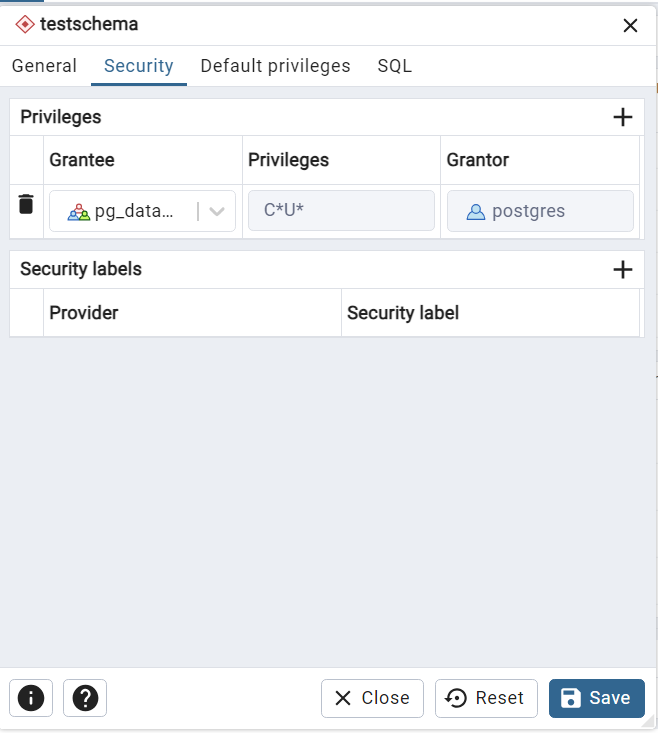 testschema
General Security Default privileges SQL
Privileges
Grantee Privileges Grantor
pg_data... C*U* postgres
Security labels
Provider Security label
Close Reset Save